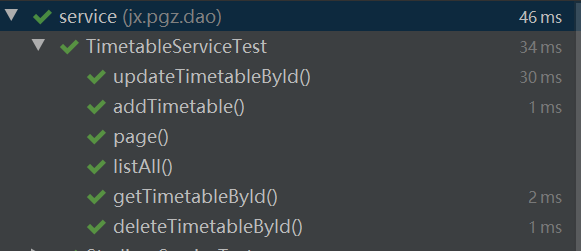 service (jx.pgz.dao) 46 ms
TimetableServiceTest 34 ms
updateTimetableById() 30 ms
addTimetable() 1 ms
page()
listAll()
getTimetableById() 2 ms
deleteTimetableById() 1 ms